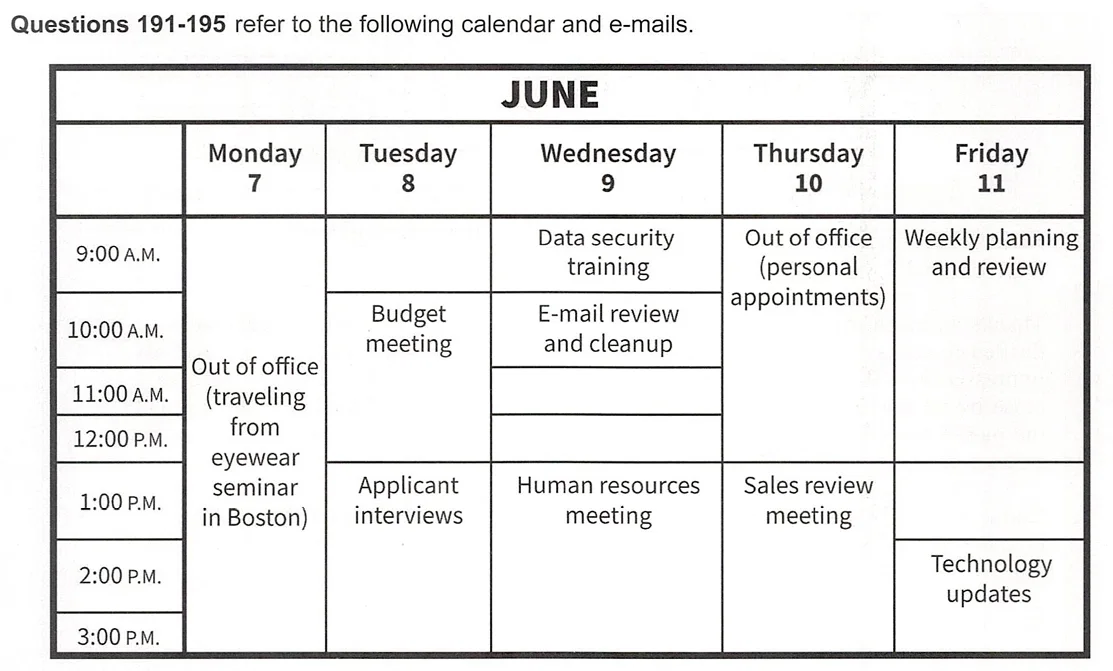 Questions 191-195 refer to the following calendar and e-mails.
JUNE
Monday
7
Tuesday
8
Wednesday
9
Thursday
10
Friday
11
9:00 A.M.
Data security
training
Out of office
(personal
appointments)
Weekly planning
and review
10:00 A.M.
Budget
meeting
E-mail review
and cleanup
Out of office
(traveling
from
eyewear
seminar
in Boston)
11:00 A.M.
12:00 P.M.
1:00 P.M.
Applicant
interviews
Human resources
meeting
Sales review
meeting
2:00 P.M.
Technology
updates
3:00 P.M.